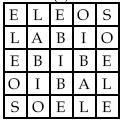 E L E O S
L A B I O
E B I B E
O I B A L
S O E L E